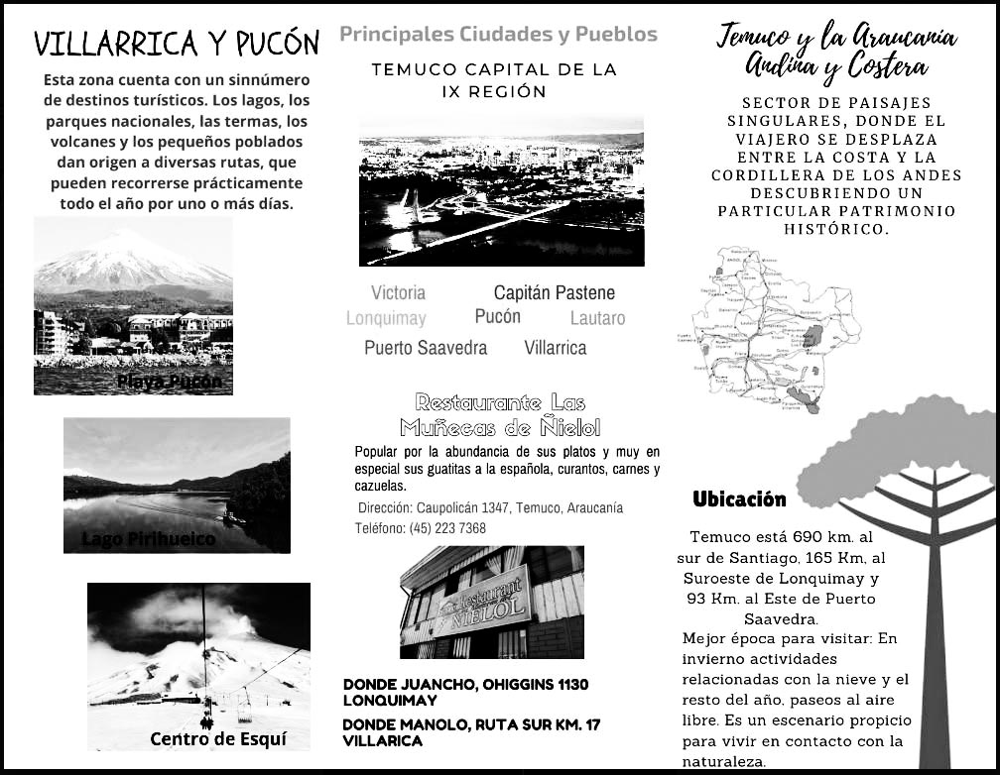 VILLARRICA Y PUCÓN
Esta zona cuenta con un sinnúmero
de destinos turísticos. Los lagos, los
parques nacionales, las termas, los
volcanes y los pequeños poblados
dan origen a diversas rutas, que
pueden recorrerse prácticamente
todo el año por uno o más días.
Playa Pucón
Lago Pirihueico
Centro de Esquí
Principales Ciudades y Pueblos
TEMUCO CAPITAL DE LA
IX REGIÓN
Victoria
Capitán Pastene
Lonquimay
Pucón
Lautaro
Puerto Saavedra
Villarrica
Restaurante Las
Muñecas de Ñielol
Popular por la abundancia de sus platos y muy en
especial sus guatitas a la española, curantos, carnes y
cazuelas.
Dirección: Caupolicán 1347, Temuco, Araucanía
Teléfono: (45) 223 7368
Restaurant
ÑIELOL
DONDE JUANCHO, OHIGGINS 1130
LONQUIMAY
DONDE MANOLO, RUTA SUR KM. 17
VILLARICA
Temuco y la Araucanía
Andina y Costera
SECTOR DE PAISAJES
SINGULARES, DONDE EL
VIAJERO SE DESPLAZA
ENTRE LA COSTA Y LA
CORDILLERA DE LOS ANDES
DESCUBRIENDO UN
PARTICULAR PATRIMONIO
HISTÓRICO.
Ubicación
Temuco está 690 km. al
sur de Santiago, 165 Km, al
Suroeste de Lonquimay y
93 Km. al Este de Puerto
Saavedra.
Mejor época para visitar: En
invierno actividades
relacionadas con la nieve y el
resto del año, paseos al aire
libre. Es un escenario propicio
para vivir en contacto con la
naturaleza.